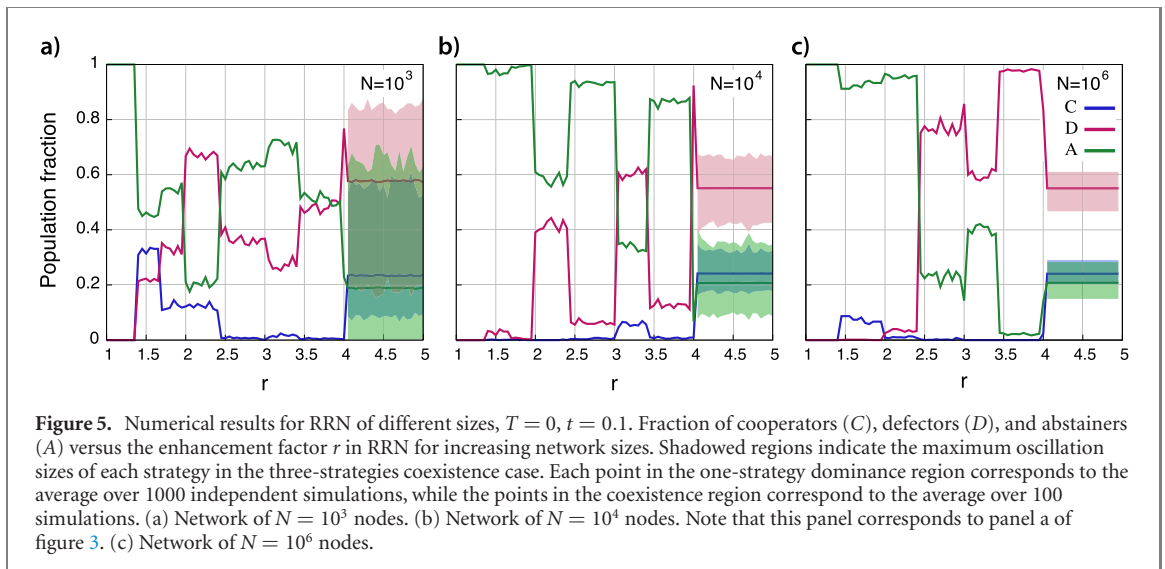 a)
b)
c)
N=10³
N=10⁴
N=10⁶
C
D
A
Population fraction
1
0.8
0.6
0.4
0.2
0
1 1.5 2 2.5 3 3.5 4 4.5 5
1 1.5 2 2.5 3 3.5 4 4.5 5
1 1.5 2 2.5 3 3.5 4 4.5 5
r
r
r
Figure 5. Numerical results for RRN of different sizes, T = 0, t = 0.1. Fraction of cooperators (C), defectors (D), and abstainers
(A) versus the enhancement factor r in RRN for increasing network sizes. Shadowed regions indicate the maximum oscillation
sizes of each strategy in the three-strategies coexistence case. Each point in the one-strategy dominance region corresponds to the
average over 1000 independent simulations, while the points in the coexistence region correspond to the average over 100
simulations. (a) Network of N = 10³ nodes. (b) Network of N = 10⁴ nodes. Note that this panel corresponds to panel a of
figure 3. (c) Network of N = 10⁶ nodes.